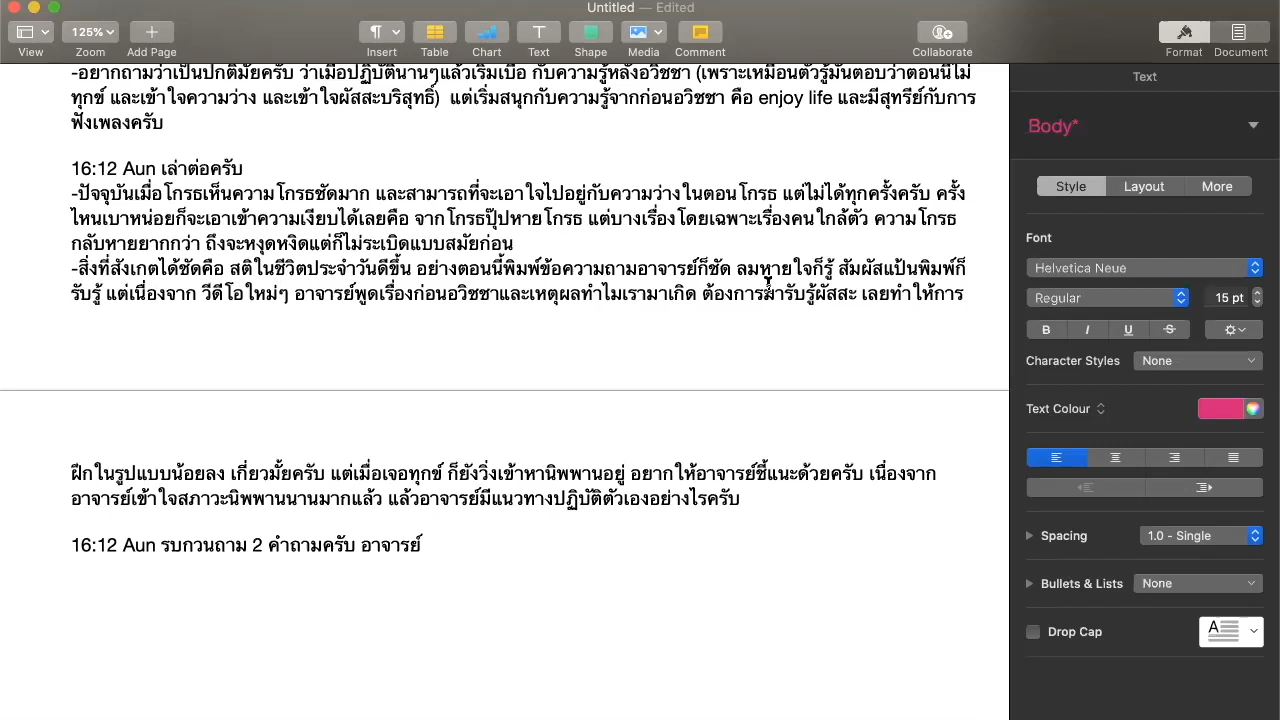 Untitled — Edited
125%
View
Zoom
Add Page
Insert
Table
Chart
Text
Shape
Media
Comment
Collaborate
Format
Document
-อยากถามว่าเป็นปกติมั้ยครับ ว่าเมื่อปฏิบัตินานๆแล้วเริ่มเบื่อ กับความรู้หลังอวิชชา (เพราะเหมือนตัวรู้มันตอบว่าตอนนี้ไม่
ทุกข์ และเข้าใจความว่าง และเข้าใจผัสสะบริสุทธิ์) แต่เริ่มสนุกกับความรู้จากก่อนอวิชชา คือ enjoy life และมีสุทรีย์กับการ
ฟังเพลงครับ
16:12 Aun เล่าต่อครับ
-ปัจจุบันเมื่อโกรธเห็นความโกรธชัดมาก และสามารถที่จะเอาใจไปอยู่กับความว่างในตอนโกรธ แต่ไม่ได้ทุกครั้งครับ ครั้ง
ไหนเบาหน่อยก็จะเอาเข้าความเงียบได้เลยคือ จากโกรธปุ๊ปหายโกรธ แต่บางเรื่องโดยเฉพาะเรื่องคนใกล้ตัว ความโกรธ
กลับหายยากกว่า ถึงจะหงุดหงิดแต่ก็ไม่ระเบิดแบบสมัยก่อน
-สิ่งที่สังเกตได้ชัดคือ สติในชีวิตประจำวันดีขึ้น อย่างตอนนี้พิมพ์ข้อความถามอาจารย์ก็ชัด ลมหายใจก็รู้ สัมผัสแป้นพิมพ์ก็
รับรู้ แต่เนื่องจาก วีดีโอใหม่ๆ อาจารย์พูดเรื่องก่อนอวิชชาและเหตุผลทำไมเรามาเกิด ต้องการมารับรู้ผัสสะ เลยทำให้การ
ฝึกในรูปแบบน้อยลง เกี่ยวมั้ยครับ แต่เมื่อเจอทุกข์ ก็ยังวิ่งเข้าหานิพพานอยู่ อยากให้อาจารย์ชี้แนะด้วยครับ เนื่องจาก
อาจารย์เข้าใจสภาวะนิพพานนานมากแล้ว แล้วอาจารย์มีแนวทางปฏิบัติตัวเองอย่างไรครับ
16:12 Aun รบกวนถาม 2 คำถามครับ อาจารย์
Text
Body*
Style
Layout
More
Font
Helvetica Neue
Regular
15 pt
B I U S
Character Styles
None
Text Colour
Spacing
1.0 - Single
Bullets & Lists
None
Drop Cap
A